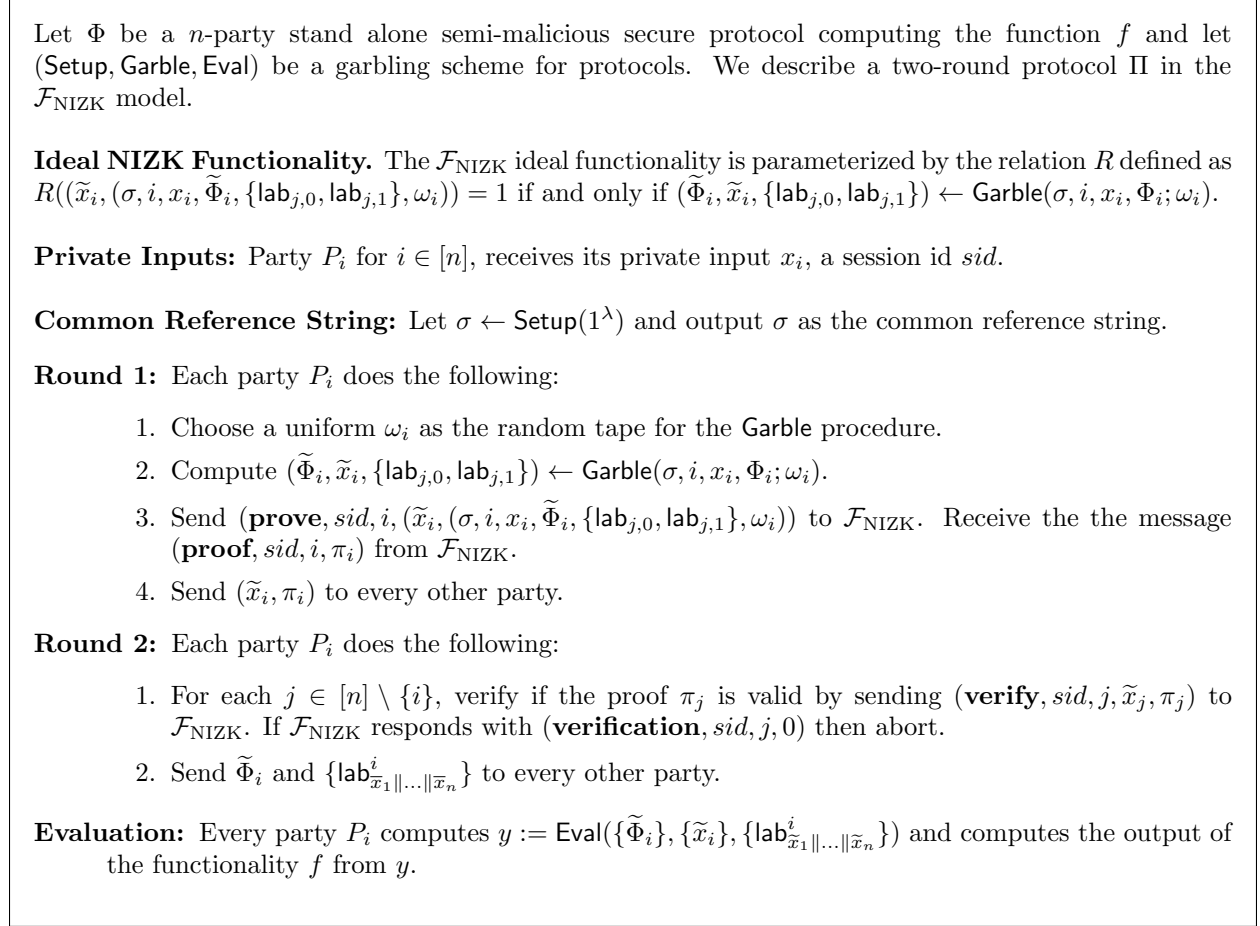 Let Φ be a n-party stand alone semi-malicious secure protocol computing the function f and let
(Setup, Garble, Eval) be a garbling scheme for protocols. We describe a two-round protocol Π in the
𝓕_NIZK model.
Ideal NIZK Functionality. The 𝓕_NIZK ideal functionality is parameterized by the relation R defined as
R((x̃_i, (σ, i, x_i, Φ̃_i, {lab_{j,0}, lab_{j,1}}, ω_i)) = 1 if and only if (Φ̃_i, x̃_i, {lab_{j,0}, lab_{j,1}}) ← Garble(σ, i, x_i, Φ_i; ω_i).
Private Inputs: Party P_i for i ∈ [n], receives its private input x_i, a session id sid.
Common Reference String: Let σ ← Setup(1^λ) and output σ as the common reference string.
Round 1: Each party P_i does the following:
1. Choose a uniform ω_i as the random tape for the Garble procedure.
2. Compute (Φ̃_i, x̃_i, {lab_{j,0}, lab_{j,1}}) ← Garble(σ, i, x_i, Φ_i; ω_i).
3. Send (prove, sid, i, (x̃_i, (σ, i, x_i, Φ̃_i, {lab_{j,0}, lab_{j,1}}, ω_i)) to 𝓕_NIZK. Receive the the message
(proof, sid, i, π_i) from 𝓕_NIZK.
4. Send (x̃_i, π_i) to every other party.
Round 2: Each party P_i does the following:
1. For each j ∈ [n] \ {i}, verify if the proof π_j is valid by sending (verify, sid, j, x̃_j, π_j) to
𝓕_NIZK. If 𝓕_NIZK responds with (verification, sid, j, 0) then abort.
2. Send Φ̃_i and {lab^i_{x̅_1‖...‖x̅_n}} to every other party.
Evaluation: Every party P_i computes y := Eval({Φ̃_i}, {x̃_i}, {lab^i_{x̃_1‖...‖x̃_n}}) and computes the output of
the functionality f from y.